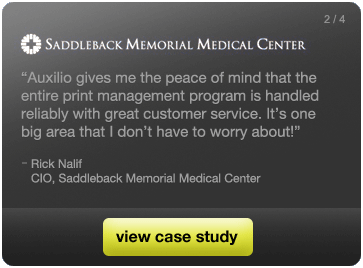 2 / 4
SADDLEBACK MEMORIAL MEDICAL CENTER
“Auxilio gives me the peace of mind that the
entire print management program is handled
reliably with great customer service. It’s one
big area that I don’t have to worry about!”
– Rick Nalif
CIO, Saddleback Memorial Medical Center
view case study